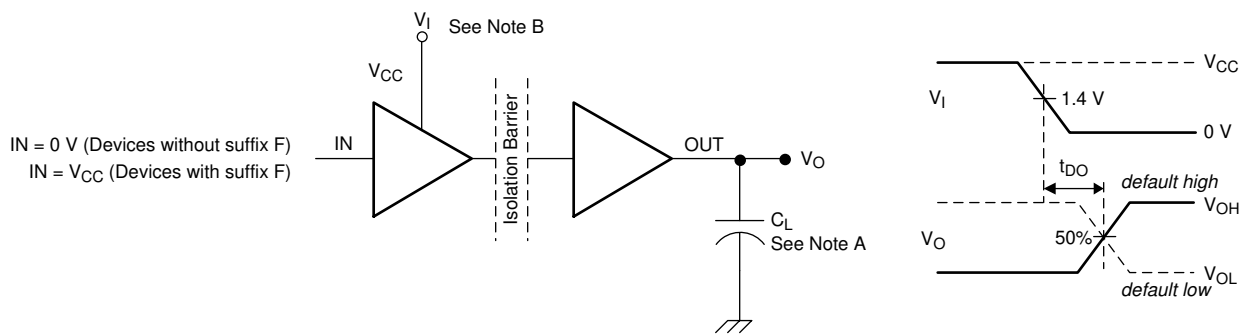 V_I See Note B
V_CC
IN = 0 V (Devices without suffix F)
IN = V_CC (Devices with suffix F)
IN
Isolation Barrier
OUT
V_O
C_L
See Note A
V_I
V_CC
1.4 V
0 V
t_DO
default high
V_OH
V_O
50%
V_OL
default low